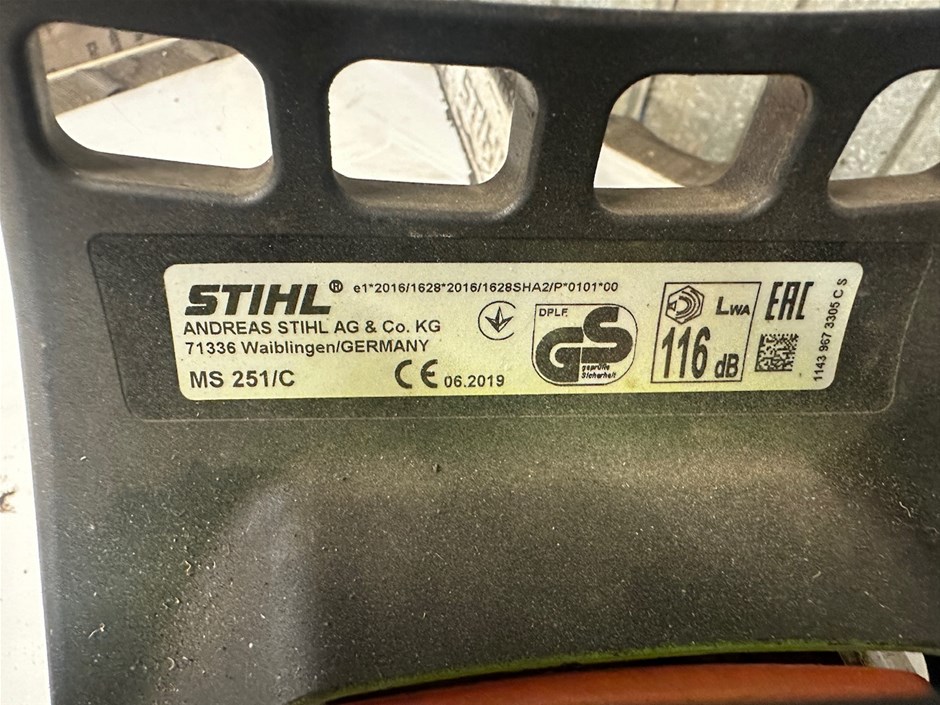 STIHL® e1*2016/1628*2016/1628SHA2/P*0101*00
ANDREAS STIHL AG & Co. KG
71336 Waiblingen/GERMANY
MS 251/C
CE 06.2019
DPLF.
GS
geprüfte
Sicherheit
LWA
116 dB
EAC
1143 967 3305 C S